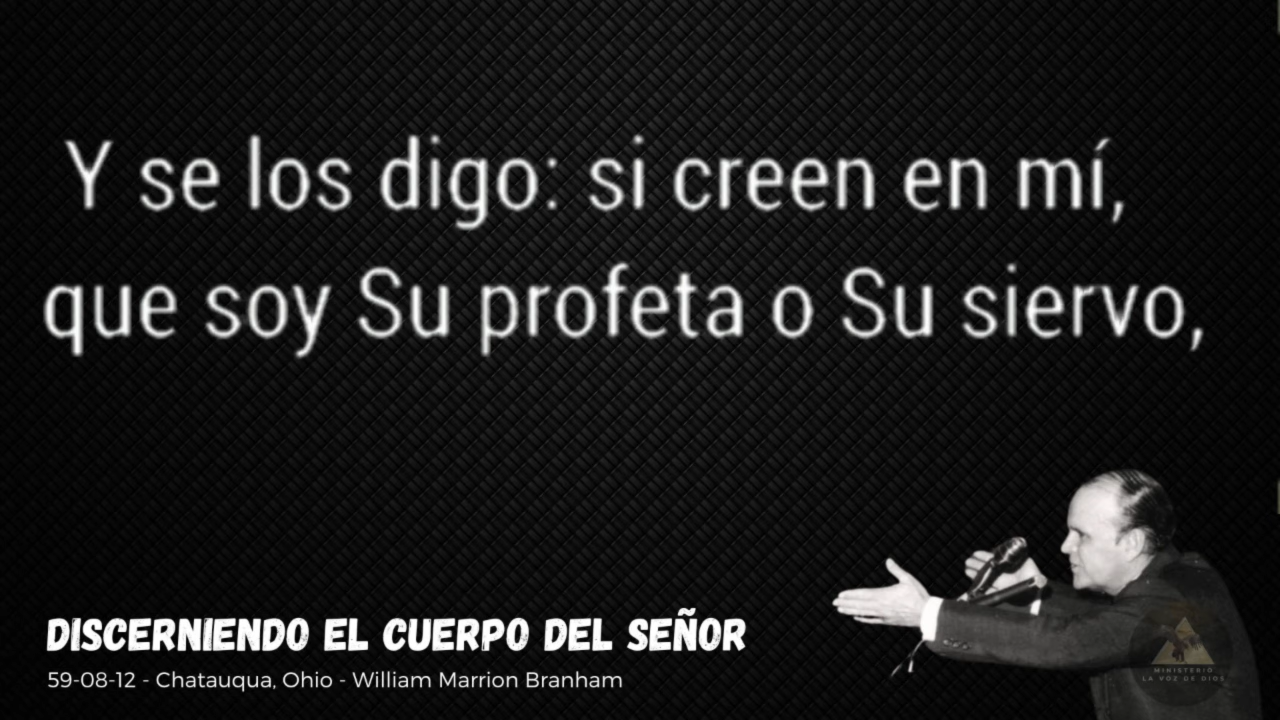 Y se los digo: si creen en mí,
que soy Su profeta o Su siervo,
DISCERNIENDO EL CUERPO DEL SEÑOR
59-08-12 - Chatauqua, Ohio - William Marrion Branham
MINISTERIO
LA VOZ DE DIOS